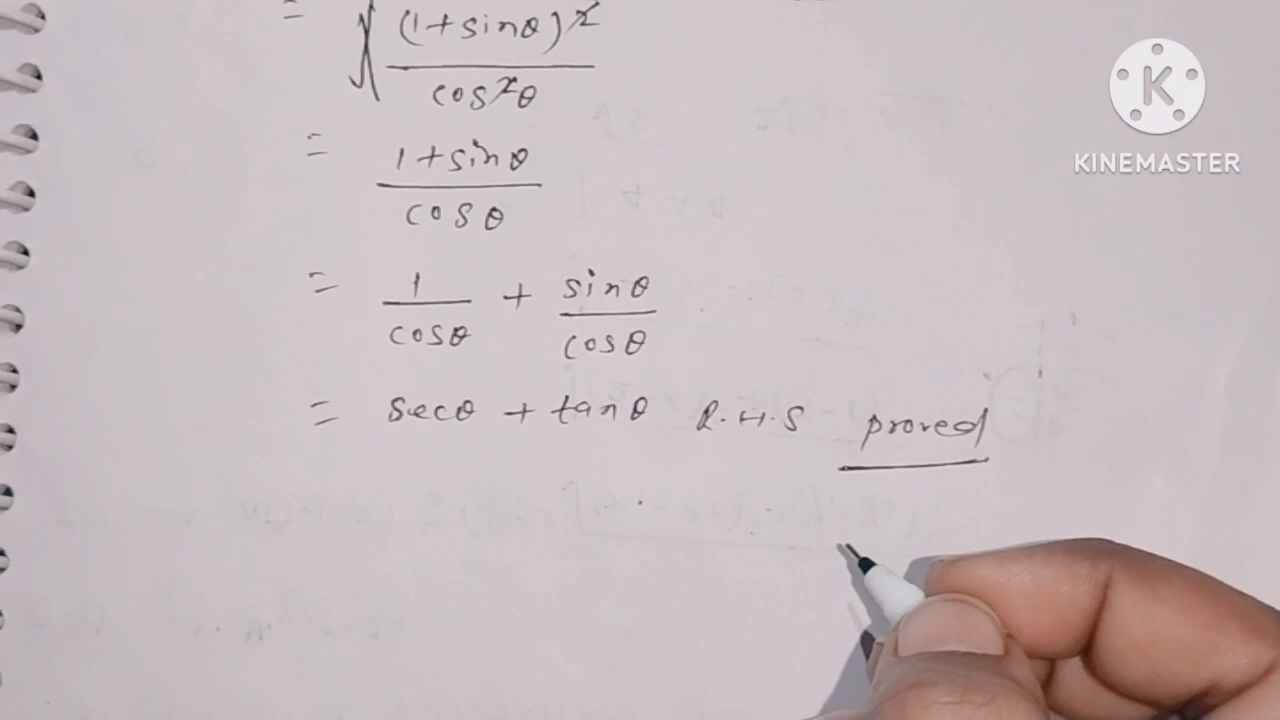 = √(1+sinθ)²
cos²θ
= 1+sinθ
cosθ
= 1 + sinθ
cosθ cosθ
= secθ + tanθ R.H.S proved
K
KINEMASTER